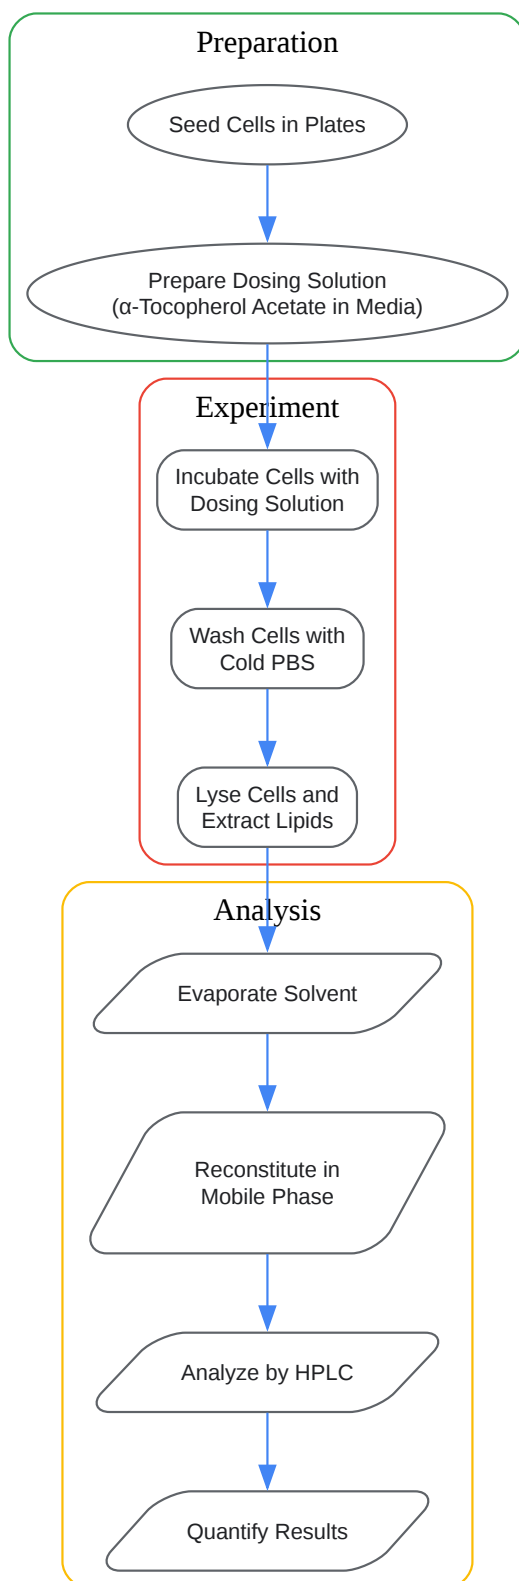 Preparation
Seed Cells in Plates
Prepare Dosing Solution
(α-Tocopherol Acetate in Media)
Experiment
Incubate Cells with
Dosing Solution
Wash Cells with
Cold PBS
Lyse Cells and
Extract Lipids
Analysis
Evaporate Solvent
Reconstitute in
Mobile Phase
Analyze by HPLC
Quantify Results